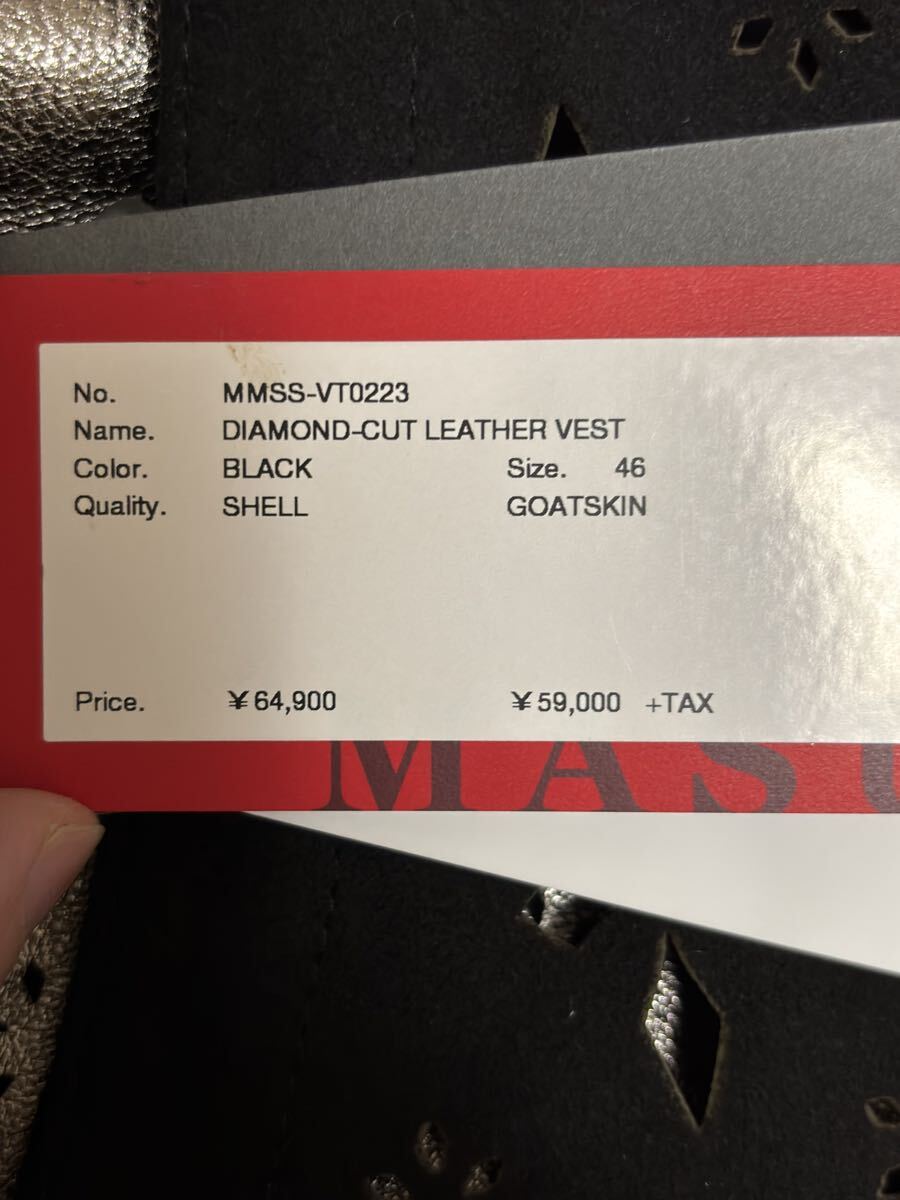 No. MMSS-VT0223
Name. DIAMOND-CUT LEATHER VEST
Color. BLACK Size. 46
Quality. SHELL GOATSKIN
Price. ¥64,900 ¥59,000 +TAX